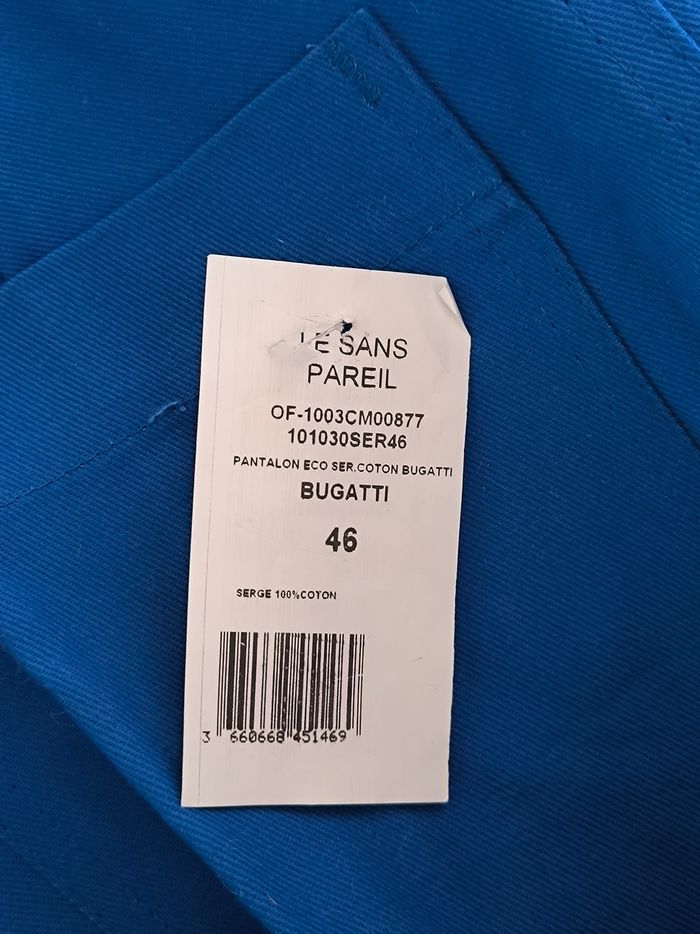 LE SANS
PAREIL
OF-1003CM00877
101030SER46
PANTALON ECO SER.COTON BUGATTI
BUGATTI
46
SERGE 100%COTON
3 660668 451469